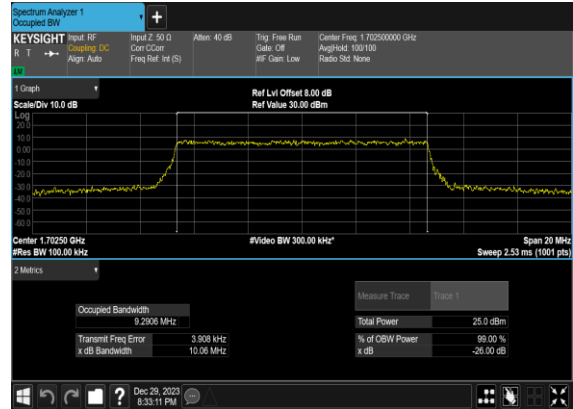 Spectrum Analyzer 1
Occupied BW
KEYSIGHT Input: RF Input Z: 50 Ω Atten: 40 dB Trig: Free Run Center Freq: 1.702500000 GHz
R T Coupling: DC Corr CCorr Gate: Off Avg|Hold: 100/100
Align: Auto Freq Ref: Int (S) #IF Gain: Low Radio Std: None
LM
1 Graph
Ref Lvl Offset 8.00 dB
Scale/Div 10.0 dB Ref Value 30.00 dBm
Log
20.0
10.0
0.00
-10.0
-20.0
-30.0
-40.0
-50.0
-60.0
Center 1.70250 GHz #Video BW 300.00 kHz* Span 20 MHz
#Res BW 100.00 kHz Sweep 2.53 ms (1001 pts)
2 Metrics
Measure Trace Trace 1
Occupied Bandwidth
9.2906 MHz Total Power 25.0 dBm
Transmit Freq Error 3.908 kHz % of OBW Power 99.00 %
x dB Bandwidth 10.06 MHz x dB -26.00 dB
?
Dec 29, 2023
8:33:11 PM